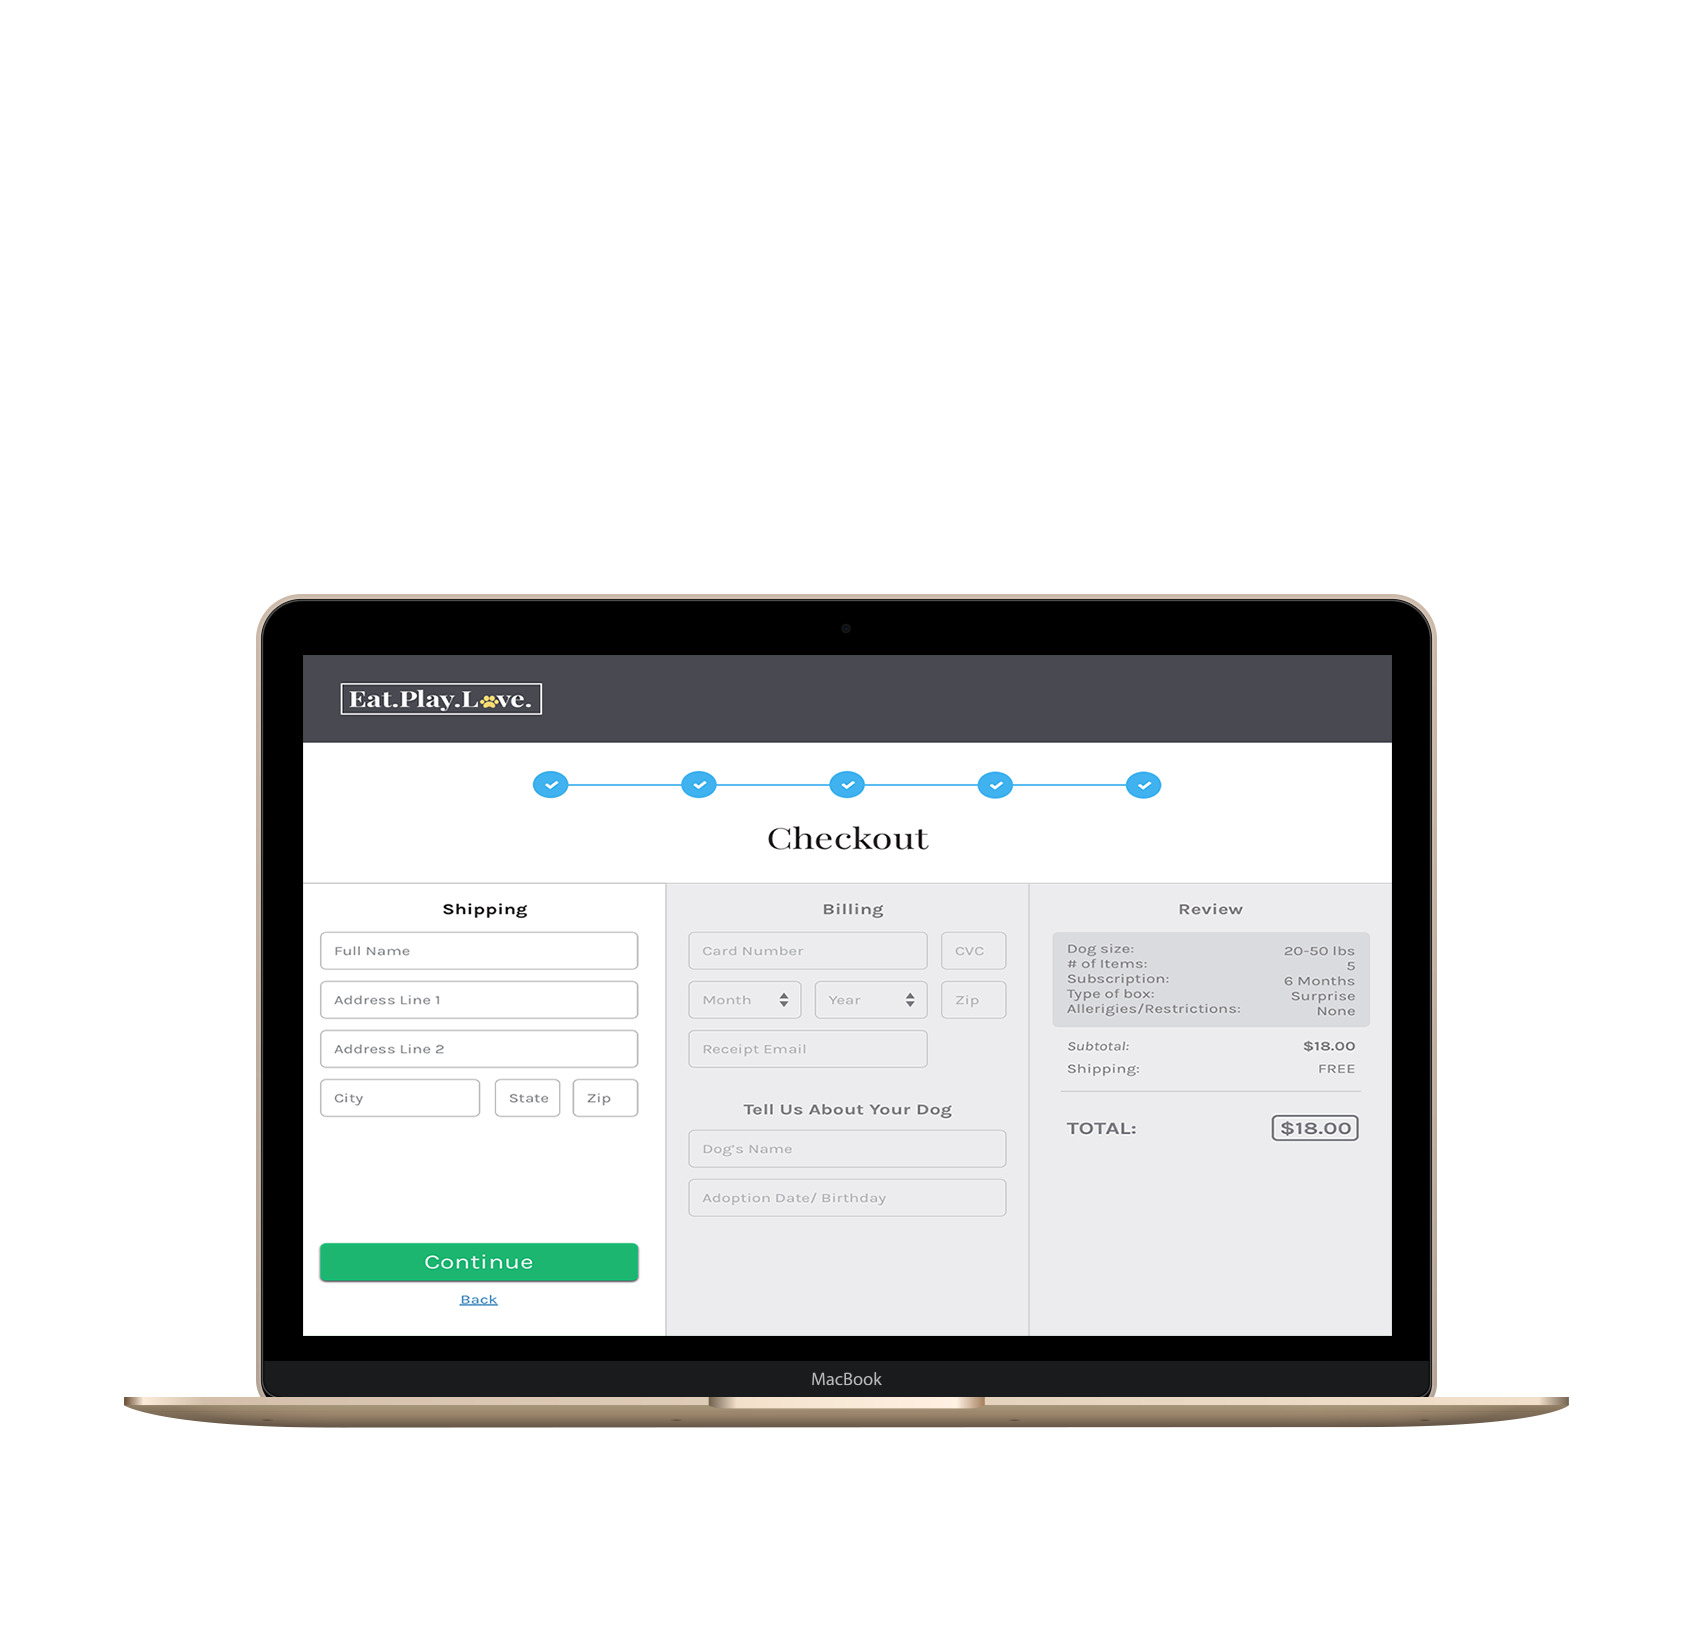 Eat.Play.Love.
Checkout
Shipping
Full Name
Address Line 1
Address Line 2
City State Zip
Continue
Back
Billing
Card Number CVC
Month Year Zip
Receipt Email
Tell Us About Your Dog
Dog's Name
Adoption Date/ Birthday
Review
Dog size: 20-50 lbs
# of Items: 5
Subscription: 6 Months
Type of box: Surprise
Allerigies/Restrictions: None
Subtotal: $18.00
Shipping: FREE
TOTAL: $18.00
MacBook